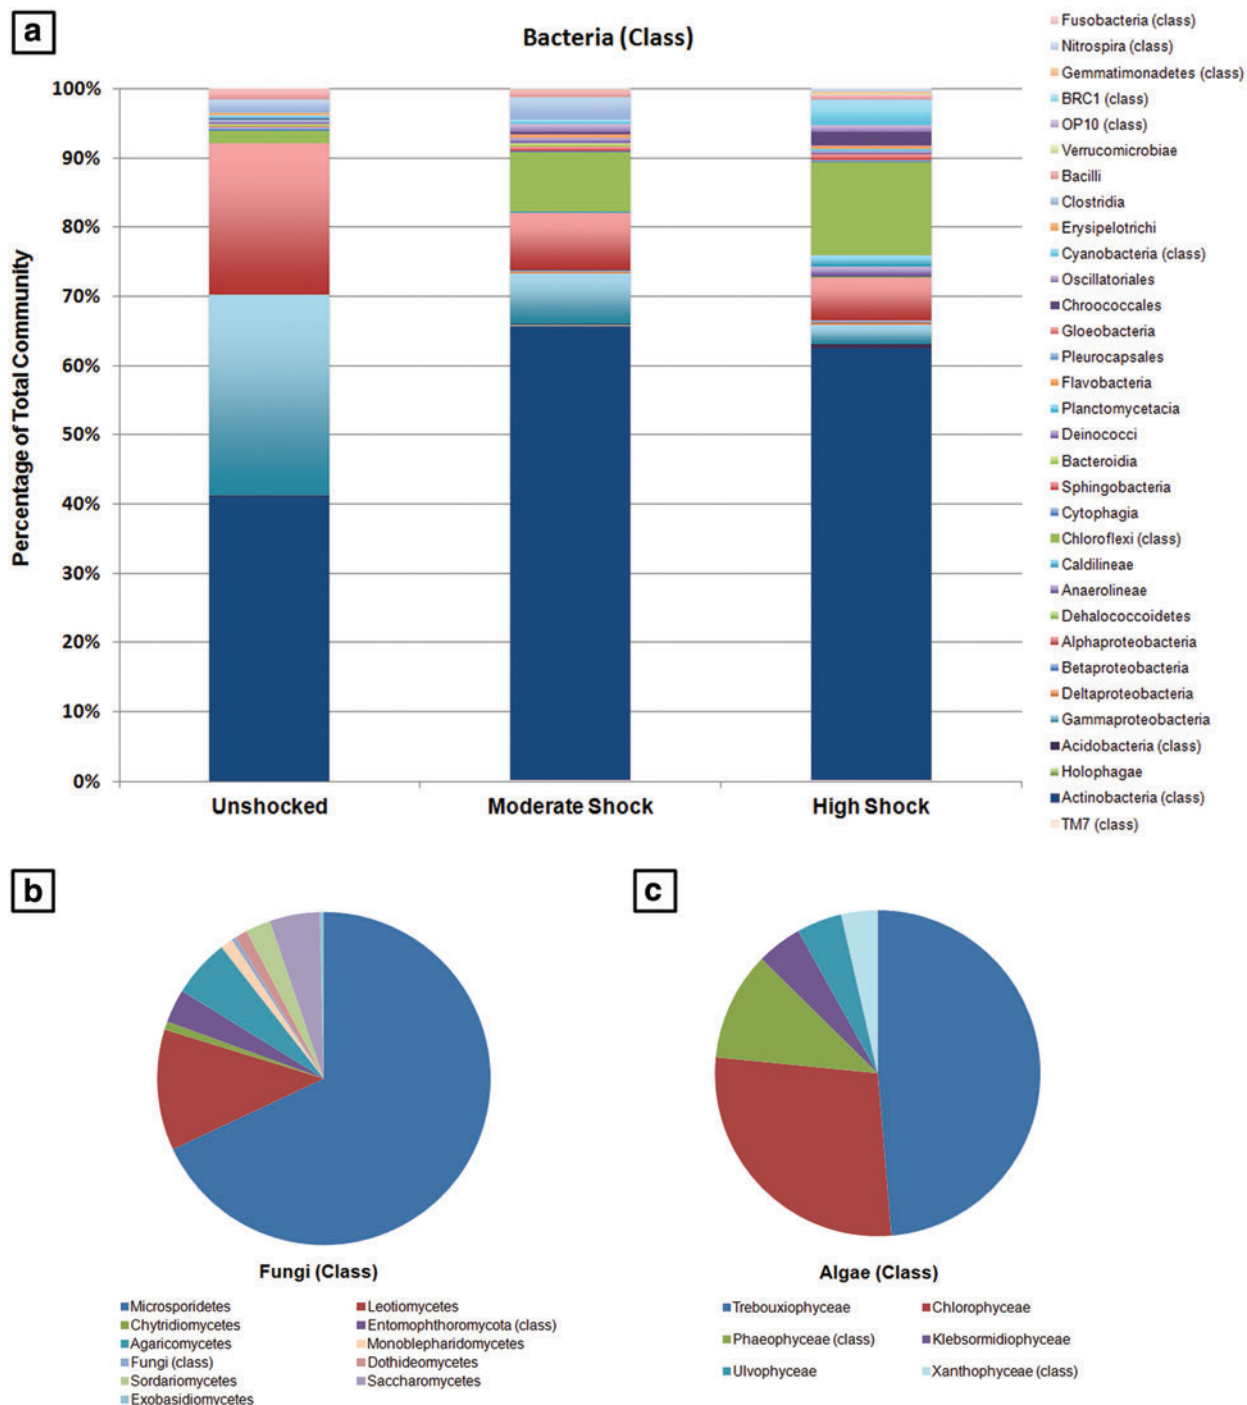 a
Bacteria (Class)
Percentage of Total Community
100%
90%
80%
70%
60%
50%
40%
30%
20%
10%
0%
Unshocked
Moderate Shock
High Shock
Fusobacteria (class)
Nitrospira (class)
Gemmatimonadetes (class)
BRC1 (class)
OP10 (class)
Verrucomicrobiae
Bacilli
Clostridia
Erysipelotrichi
Cyanobacteria (class)
Oscillatoriales
Chroococcales
Gloeobacteria
Pleurocapsales
Flavobacteria
Planctomycetacia
Deinococci
Bacteroidia
Sphingobacteria
Cytophagia
Chloroflexi (class)
Caldilineae
Anaerolineae
Dehalococcoidetes
Alphaproteobacteria
Betaproteobacteria
Deltaproteobacteria
Gammaproteobacteria
Acidobacteria (class)
Holophagae
Actinobacteria (class)
TM7 (class)
b
Fungi (Class)
Microsporidetes
Leotiomycetes
Chytridiomycetes
Entomophthoromycota (class)
Agaricomycetes
Monoblepharidomycetes
Fungi (class)
Dothideomycetes
Sordariomycetes
Saccharomycetes
Exobasidiomycetes
c
Algae (Class)
Trebouxiophyceae
Chlorophyceae
Phaeophyceae (class)
Klebsormidiophyceae
Ulvophyceae
Xanthophyceae (class)